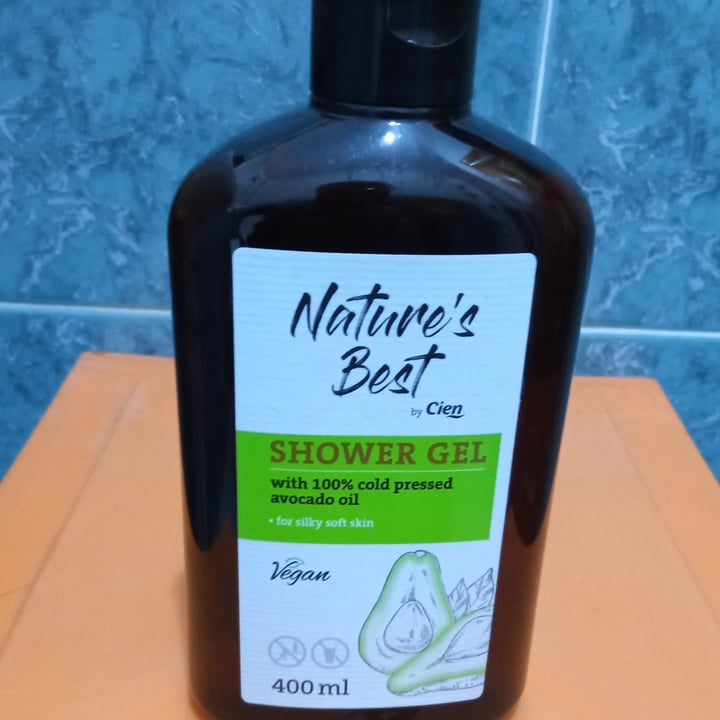 Nature's
Best
by Cien
SHOWER GEL
with 100% cold pressed
avocado oil
• for silky soft skin
Vegan
400 ml